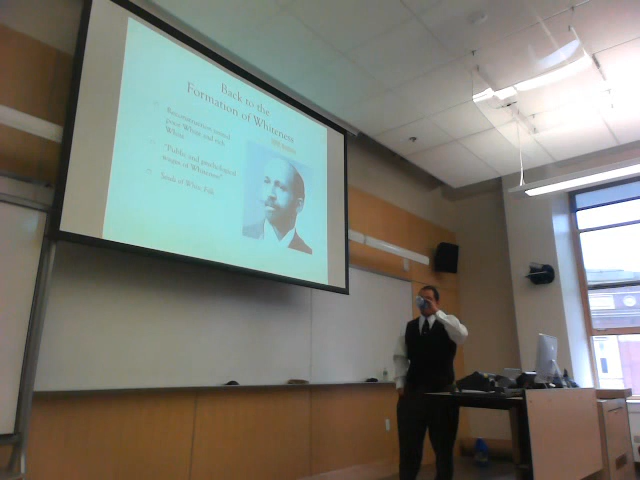 Back to the
Formation of Whiteness
Reconstruction united
poor White and rich
White
"Public and psychological
wages of Whiteness"
Souls of White Folk